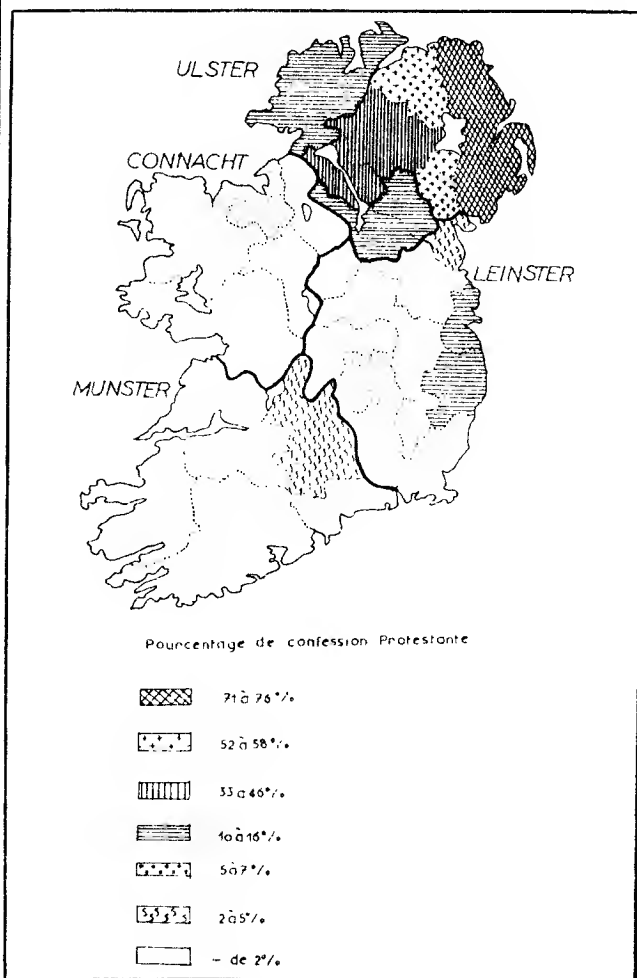 ULSTER
CONNACHT
LEINSTER
MUNSTER
Pourcentage de confession Protestante
71 à 76%
52 à 58%
33 à 46%
10 à 16%
5 à 7%
2 à 5%
- de 2%